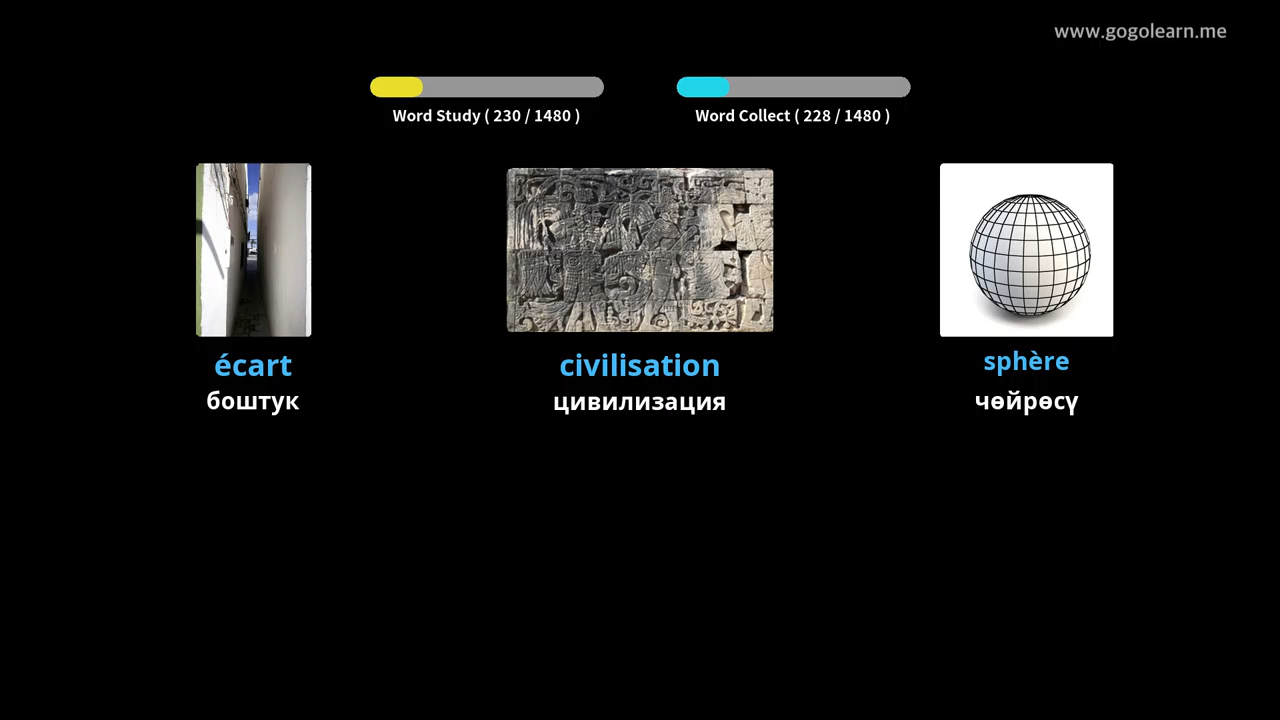 www.gogolearn.me
Word Study ( 230 / 1480 )
Word Collect ( 228 / 1480 )
écart
civilisation
sphère
боштук
цивилизация
чөйрөсү